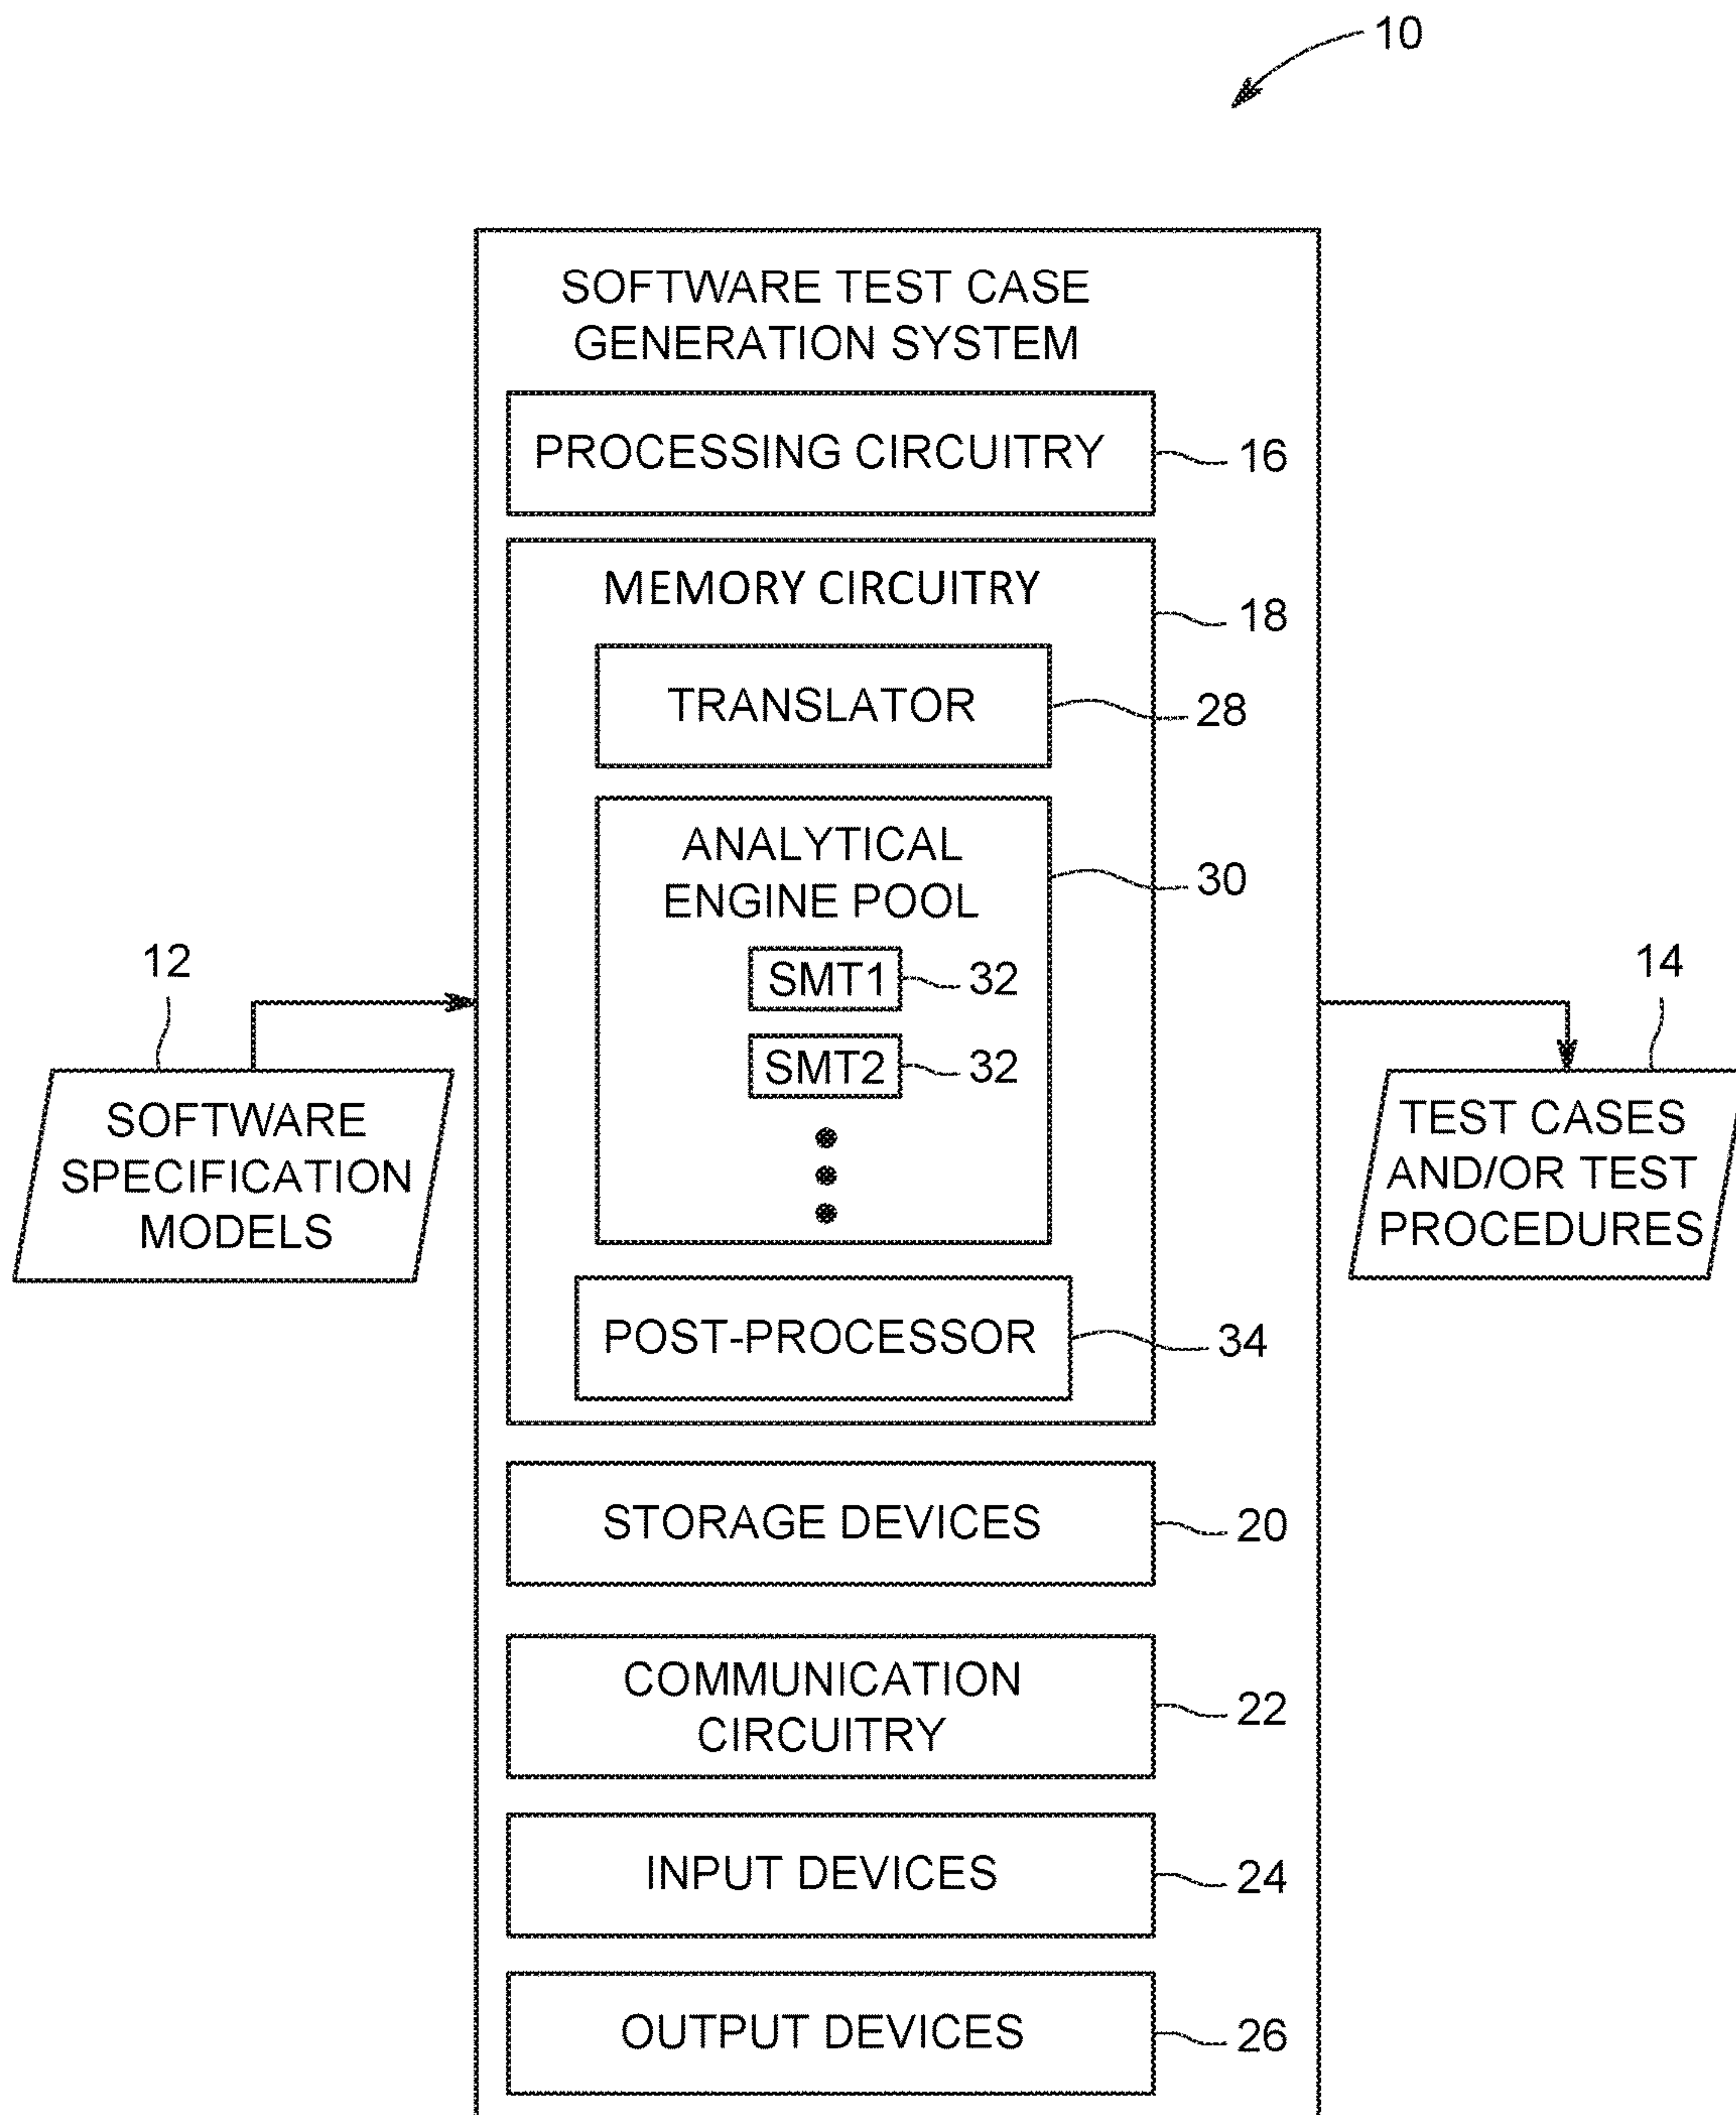 10
SOFTWARE TEST CASE
GENERATION SYSTEM
PROCESSING CIRCUITRY
16
MEMORY CIRCUITRY
18
TRANSLATOR
28
ANALYTICAL
ENGINE POOL
30
SMT1
32
SMT2
32
POST-PROCESSOR
34
STORAGE DEVICES
20
COMMUNICATION
CIRCUITRY
22
INPUT DEVICES
24
OUTPUT DEVICES
26
12
SOFTWARE
SPECIFICATION
MODELS
14
TEST CASES
AND/OR TEST
PROCEDURES